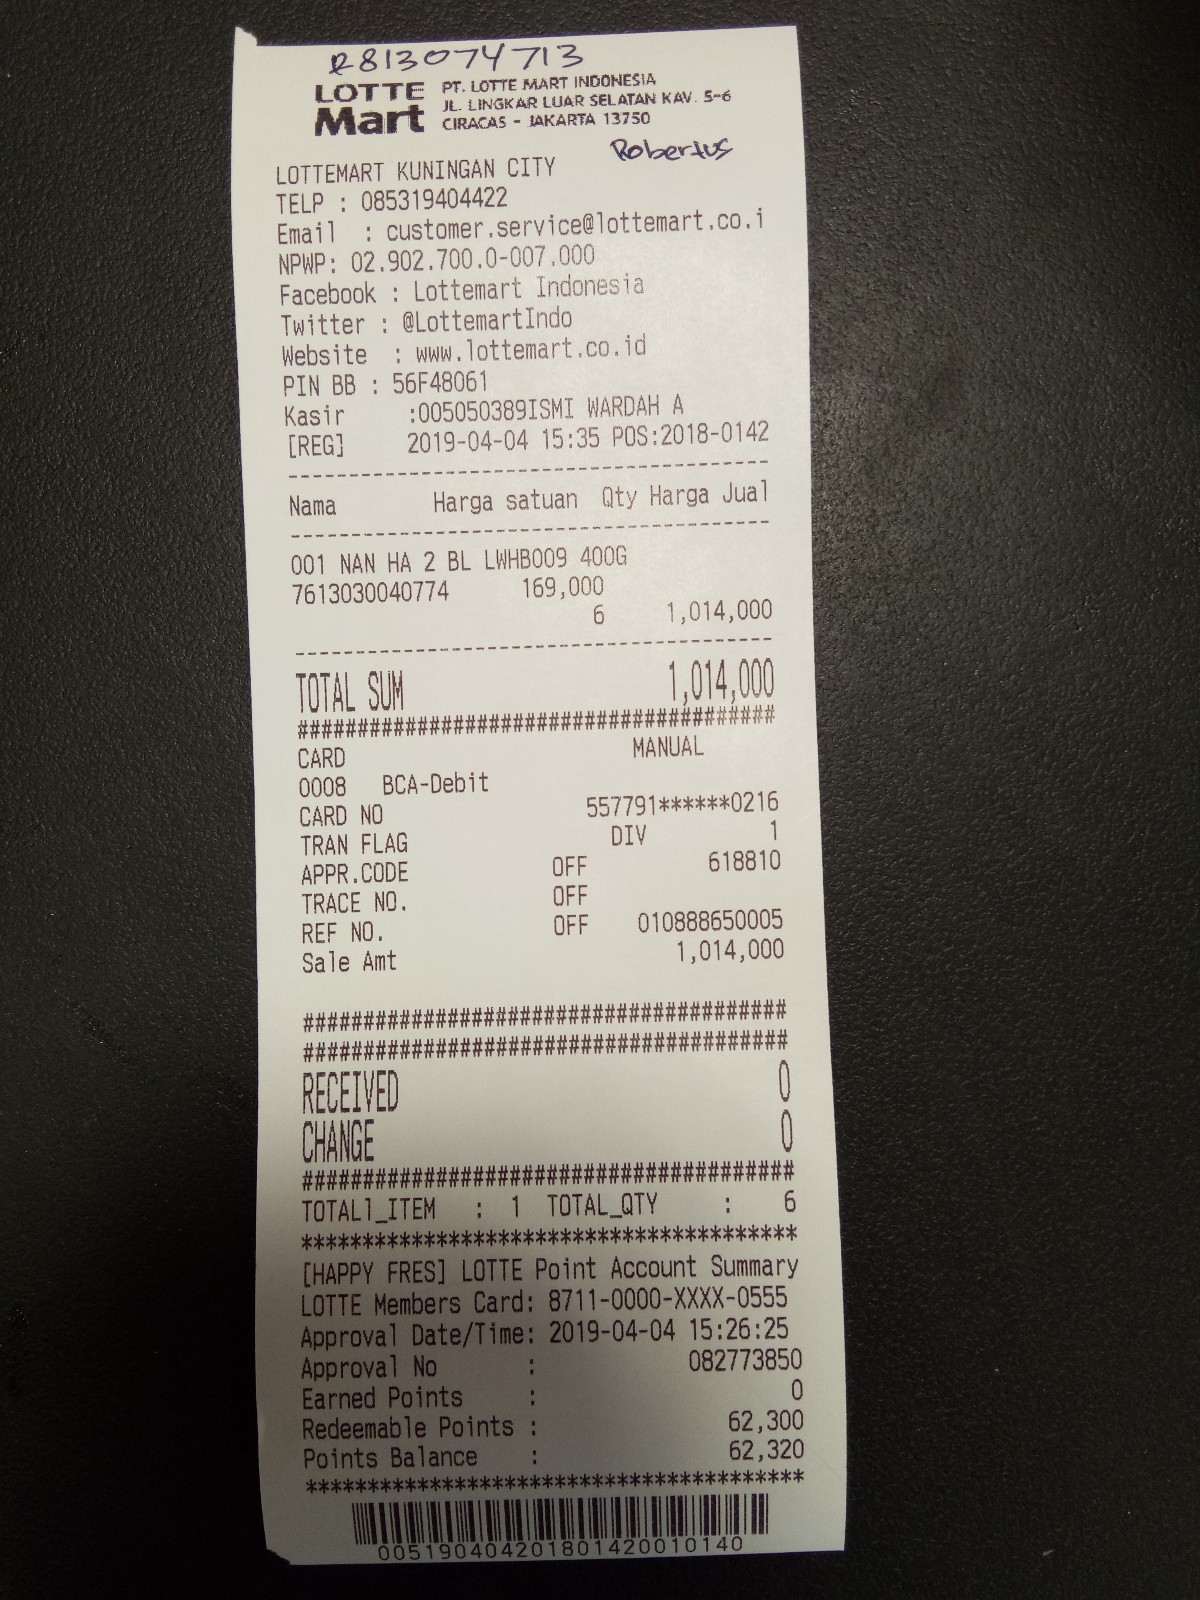 R813074713
LOTTE Mart
PT. LOTTE MART INDONESIA
JL. LINGKAR LUAR SELATAN KAV. 5-6
CIRACAS - JAKARTA 13750
Robertus
LOTTEMART KUNINGAN CITY
TELP : 085319404422
Email : customer.service@lottemart.co.i
NPWP: 02.902.700.0-007.000
Facebook : Lottemart Indonesia
Twitter : @LottemartIndo
Website : www.lottemart.co.id
PIN BB : 56F48061
Kasir :005050389ISMI WARDAH A
[REG] 2019-04-04 15:35 POS:2018-0142
----------------------------------------
Nama Harga satuan Qty Harga Jual
----------------------------------------
001 NAN HA 2 BL LWHB009 400G
7613030040774 169,000
6 1,014,000
----------------------------------------
TOTAL SUM 1,014,000
########################################
CARD MANUAL
0008 BCA-Debit
CARD NO 557791******0216
TRAN FLAG DIV 1
APPR.CODE OFF 618810
TRACE NO. OFF
REF NO. OFF 010888650005
Sale Amt 1,014,000
########################################
########################################
RECEIVED 0
CHANGE 0
########################################
TOTAL1_ITEM : 1 TOTAL_QTY : 6
****************************************
[HAPPY FRES] LOTTE Point Account Summary
LOTTE Members Card: 8711-0000-XXXX-0555
Approval Date/Time: 2019-04-04 15:26:25
Approval No : 082773850
Earned Points : 0
Redeemable Points : 62,300
Points Balance : 62,320
****************************************
005190404201801420010140